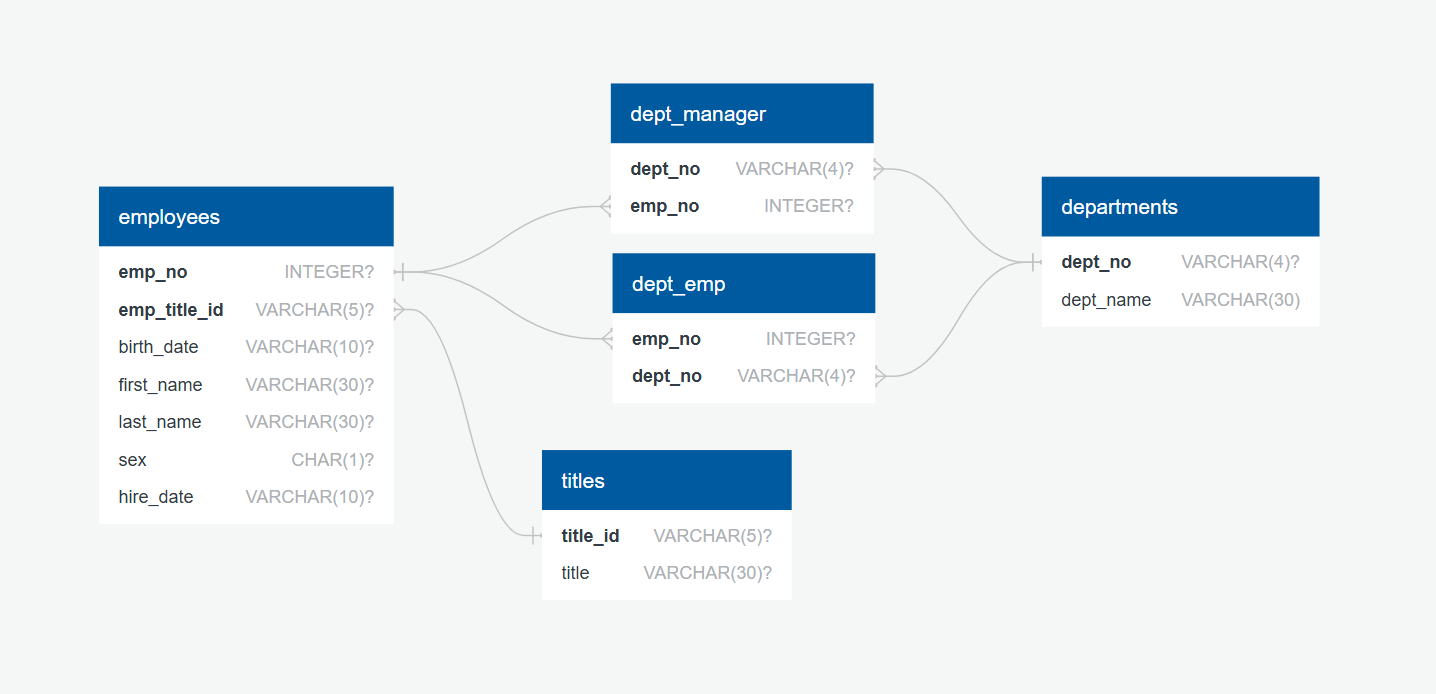 employees
emp_no INTEGER?
emp_title_id VARCHAR(5)?
birth_date VARCHAR(10)?
first_name VARCHAR(30)?
last_name VARCHAR(30)?
sex CHAR(1)?
hire_date VARCHAR(10)?
dept_manager
dept_no VARCHAR(4)?
emp_no INTEGER?
dept_emp
emp_no INTEGER?
dept_no VARCHAR(4)?
titles
title_id VARCHAR(5)?
title VARCHAR(30)?
departments
dept_no VARCHAR(4)?
dept_name VARCHAR(30)